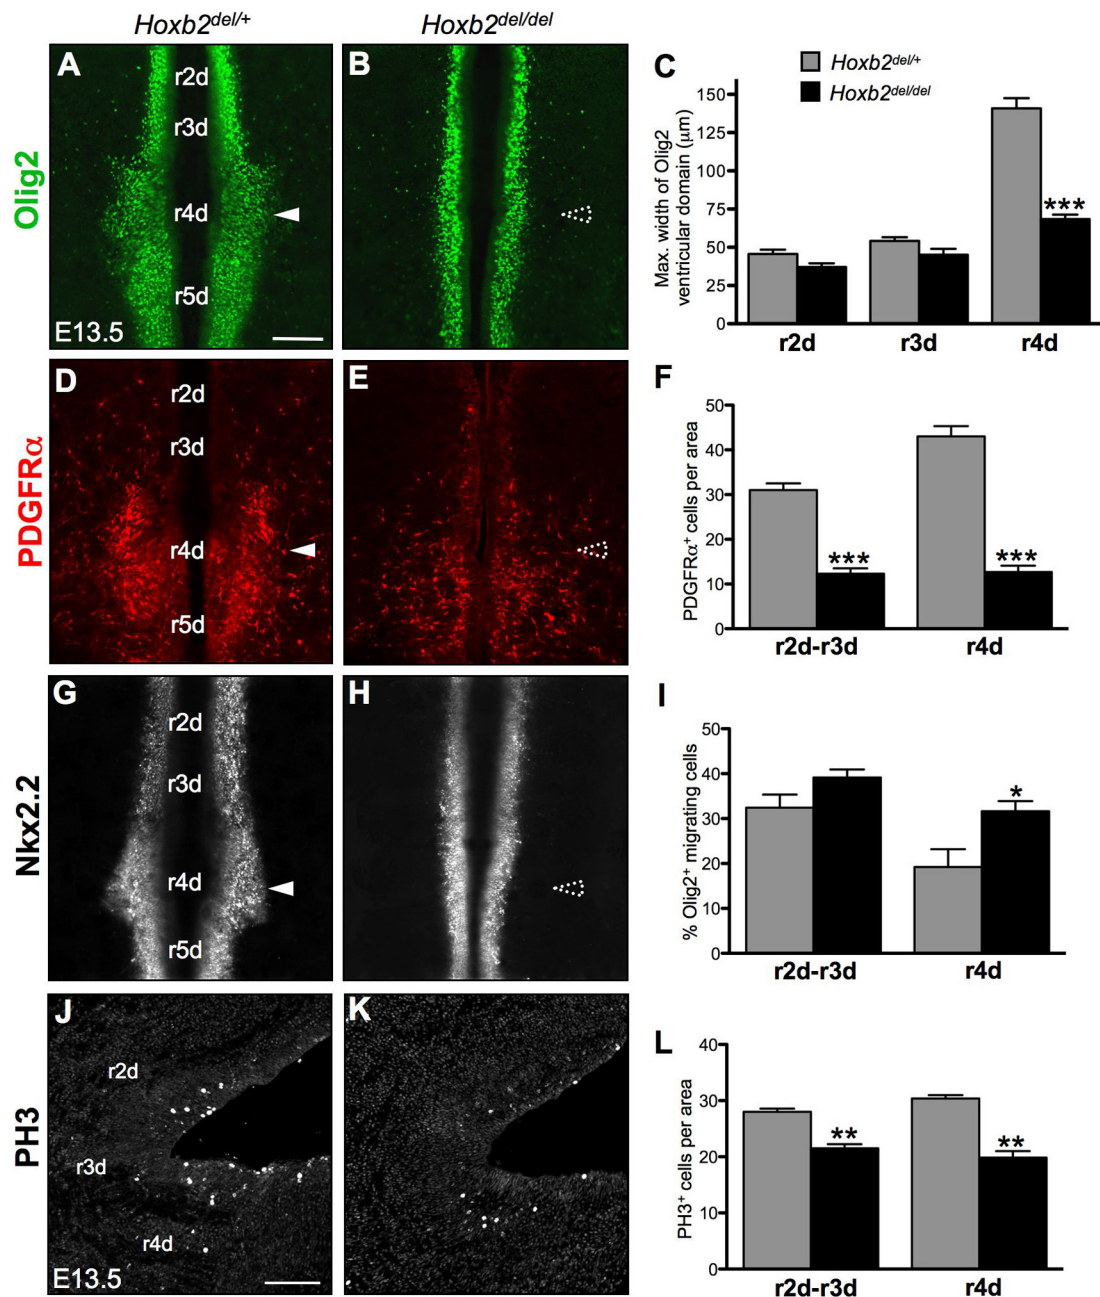 Hoxb2del/+
Hoxb2del/del
Olig2
A
r2d
r3d
r4d
r5d
E13.5
B
C
Hoxb2del/+
Hoxb2del/del
Max. width of Olig2
ventricular domain (μm)
150
125
100
75
50
25
0
***
r2d r3d r4d
PDGFRα
D
r2d
r3d
r4d
r5d
E
F
PDGFRα+ cells per area
50
40
30
20
10
0
*** ***
r2d-r3d r4d
Nkx2.2
G
r2d
r3d
r4d
r5d
H
I
% Olig2+ migrating cells
50
40
30
20
10
0
*
r2d-r3d r4d
PH3
J
r2d
r3d
r4d
E13.5
K
L
PH3+ cells per area
40
30
20
10
0
** **
r2d-r3d r4d